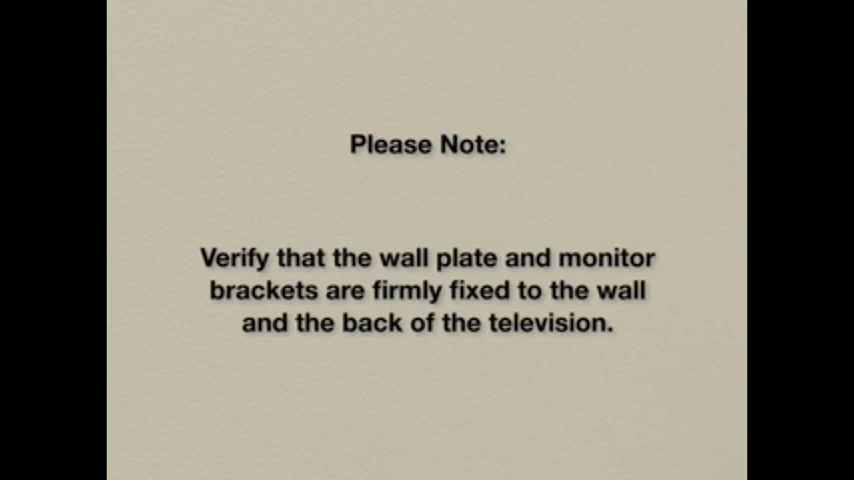 Please Note:
Verify that the wall plate and monitor
brackets are firmly fixed to the wall
and the back of the television.